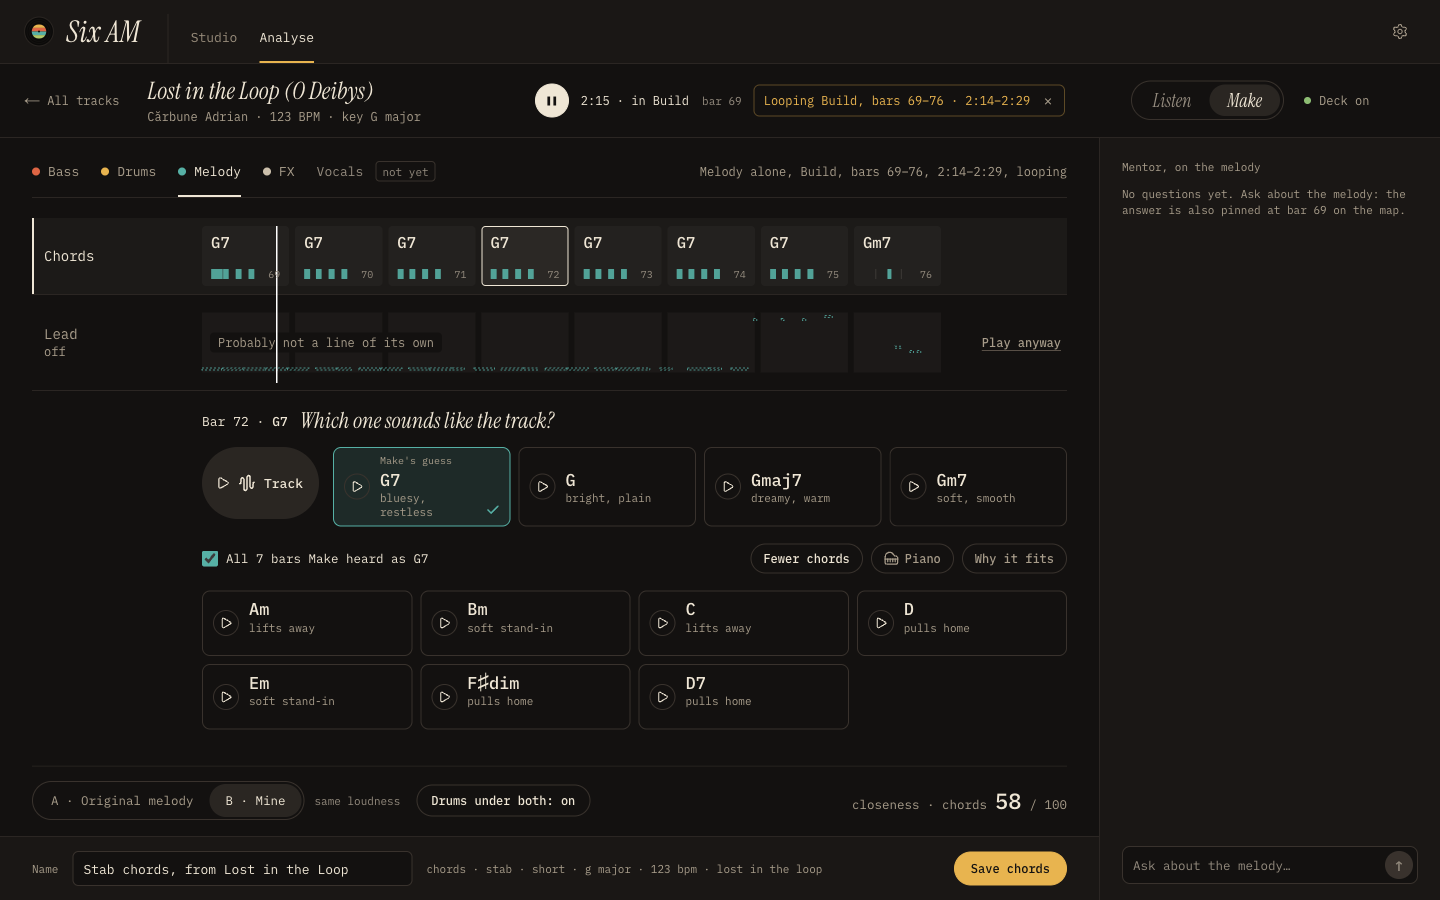 Six AM
Studio
Analyse
← All tracks
Lost in the Loop (O Deibys)
Cărbune Adrian · 123 BPM · key G major
2:15 · in Build
bar 69
Looping Build, bars 69–76 · 2:14–2:29 ×
Listen
Make
Deck on
Bass
Drums
Melody
FX
Vocals
not yet
Melody alone, Build, bars 69–76, 2:14–2:29, looping
Mentor, on the melody
No questions yet. Ask about the melody: the
answer is also pinned at bar 69 on the map.
Chords
G7
69
G7
70
G7
71
G7
72
G7
73
G7
74
G7
75
Gm7
76
Lead
off
Probably not a line of its own
Play anyway
Bar 72 · G7
Which one sounds like the track?
Track
Make's guess
G7
bluesy,
restless
G
bright, plain
Gmaj7
dreamy, warm
Gm7
soft, smooth
All 7 bars Make heard as G7
Fewer chords
Piano
Why it fits
Am
lifts away
Bm
soft stand-in
C
lifts away
D
pulls home
Em
soft stand-in
F♯dim
pulls home
D7
pulls home
A · Original melody
B · Mine
same loudness
Drums under both: on
closeness · chords 58 / 100
Name
Stab chords, from Lost in the Loop
chords · stab · short · g major · 123 bpm · lost in the loop
Save chords
Ask about the melody…